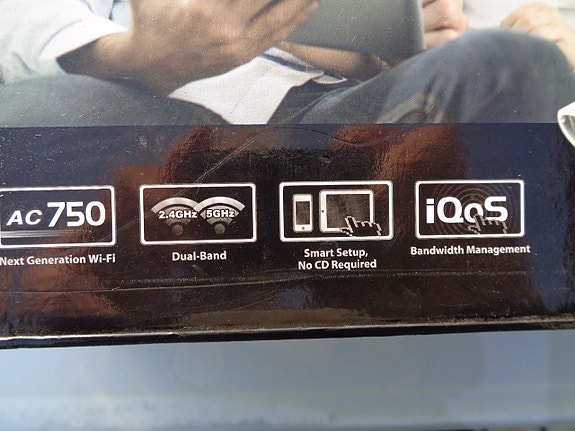 AC 750
Next Generation Wi-Fi
2.4GHz 5GHz
Dual-Band
Smart Setup,
No CD Required
iQoS
Bandwidth Management